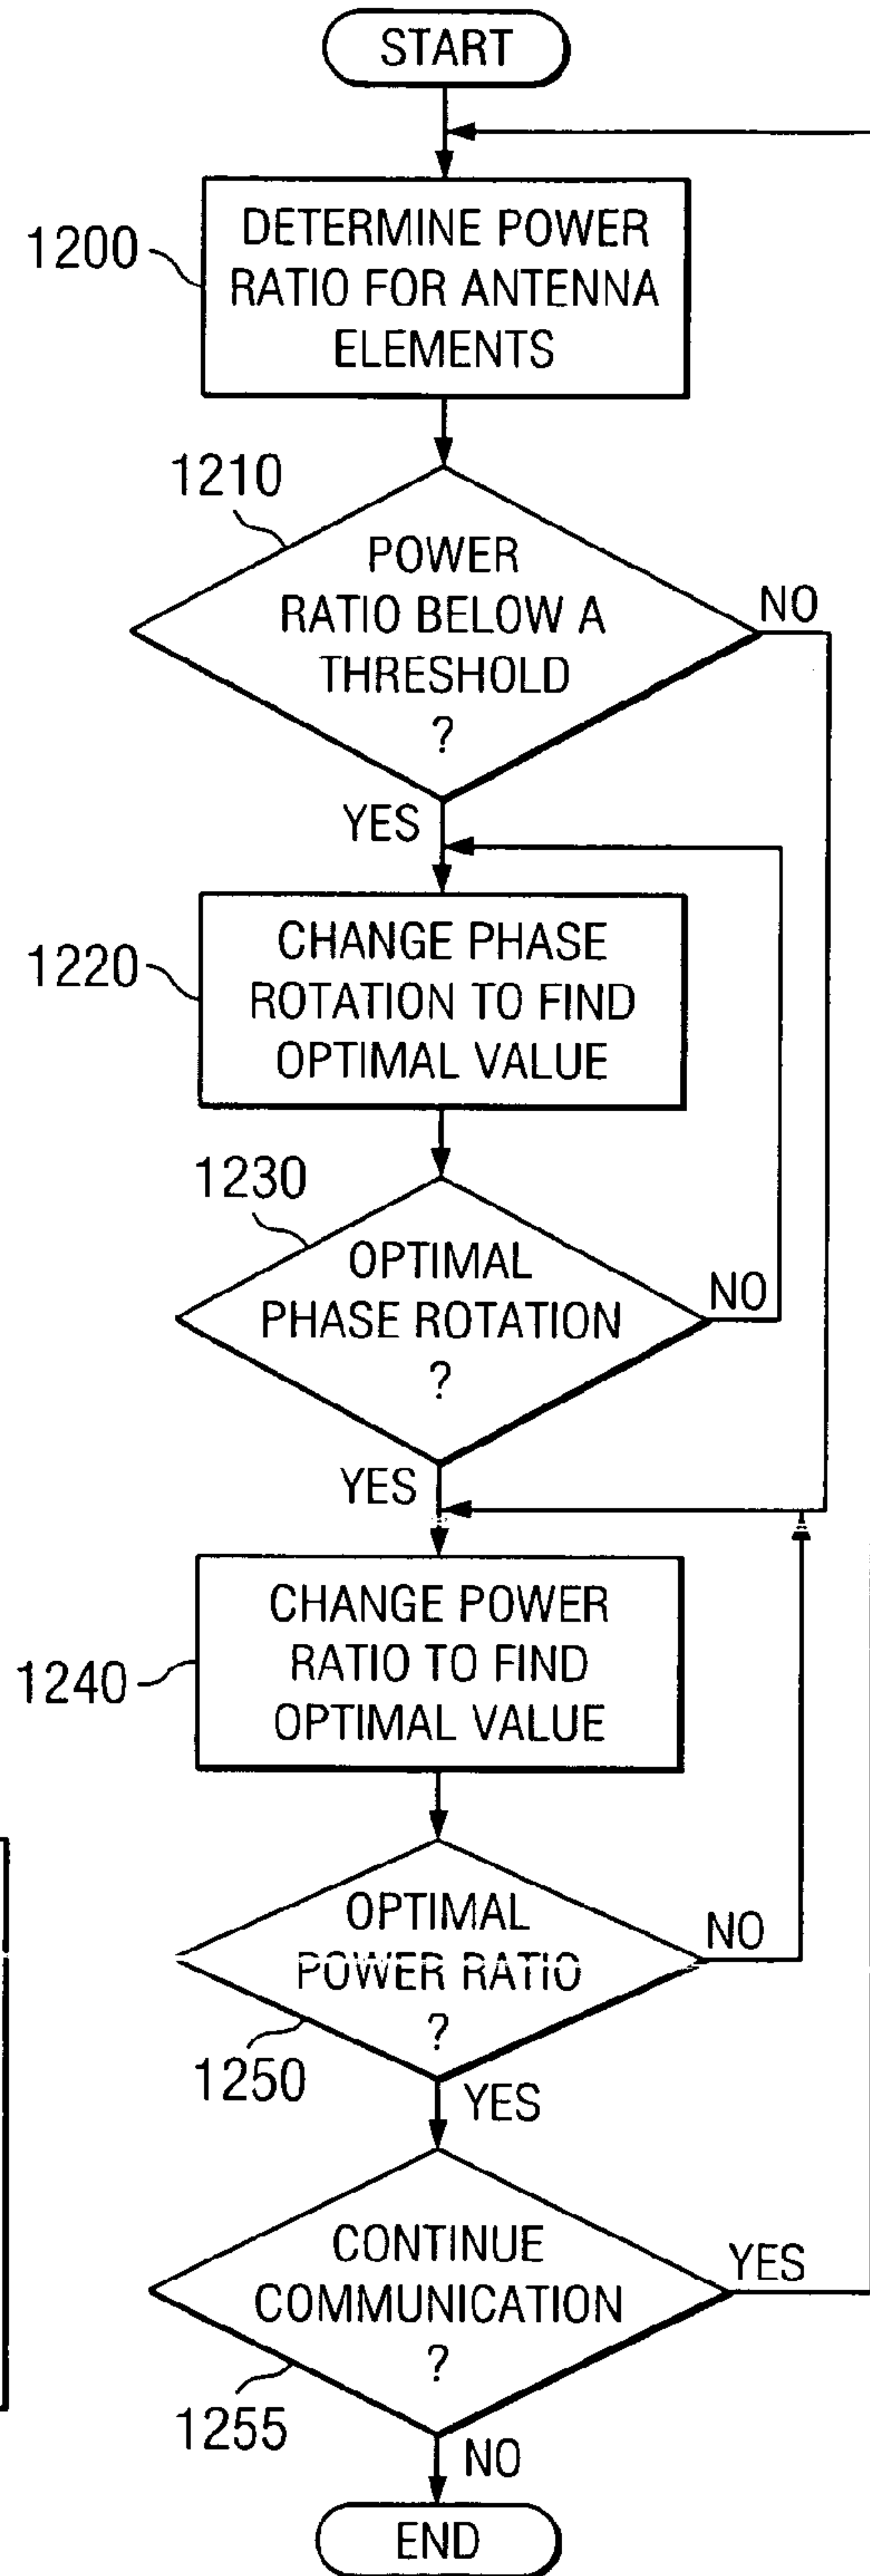 START
1200
DETERMINE POWER
RATIO FOR ANTENNA
ELEMENTS
1210
POWER
RATIO BELOW A
THRESHOLD
?
NO
YES
1220
CHANGE PHASE
ROTATION TO FIND
OPTIMAL VALUE
1230
OPTIMAL
PHASE ROTATION
?
NO
YES
1240
CHANGE POWER
RATIO TO FIND
OPTIMAL VALUE
OPTIMAL
POWER RATIO
?
NO
1250
YES
CONTINUE
COMMUNICATION
?
YES
1255
NO
END